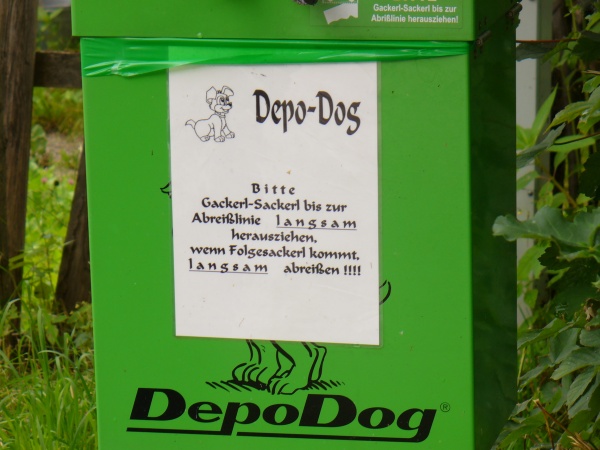 Gackerl-Sackerl bis zur
Abrißlinie herausziehen!
Depo-Dog
Bitte
Gackerl-Sackerl bis zur
Abreißlinie langsam
herausziehen,
wenn Folgesackerl kommt,
langsam abreißen !!!!
DepoDog®